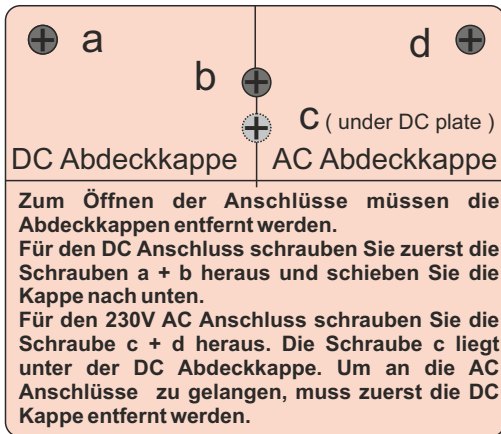 a
d
b
c ( under DC plate )
DC Abdeckkappe AC Abdeckkappe
Zum Öffnen der Anschlüsse müssen die
Abdeckkappen entfernt werden.
Für den DC Anschluss schrauben Sie zuerst die
Schrauben a + b heraus und schieben Sie die
Kappe nach unten.
Für den 230V AC Anschluss schrauben Sie die
Schraube c + d heraus. Die Schraube c liegt
unter der DC Abdeckkappe. Um an die AC
Anschlüsse zu gelangen, muss zuerst die DC
Kappe entfernt werden.